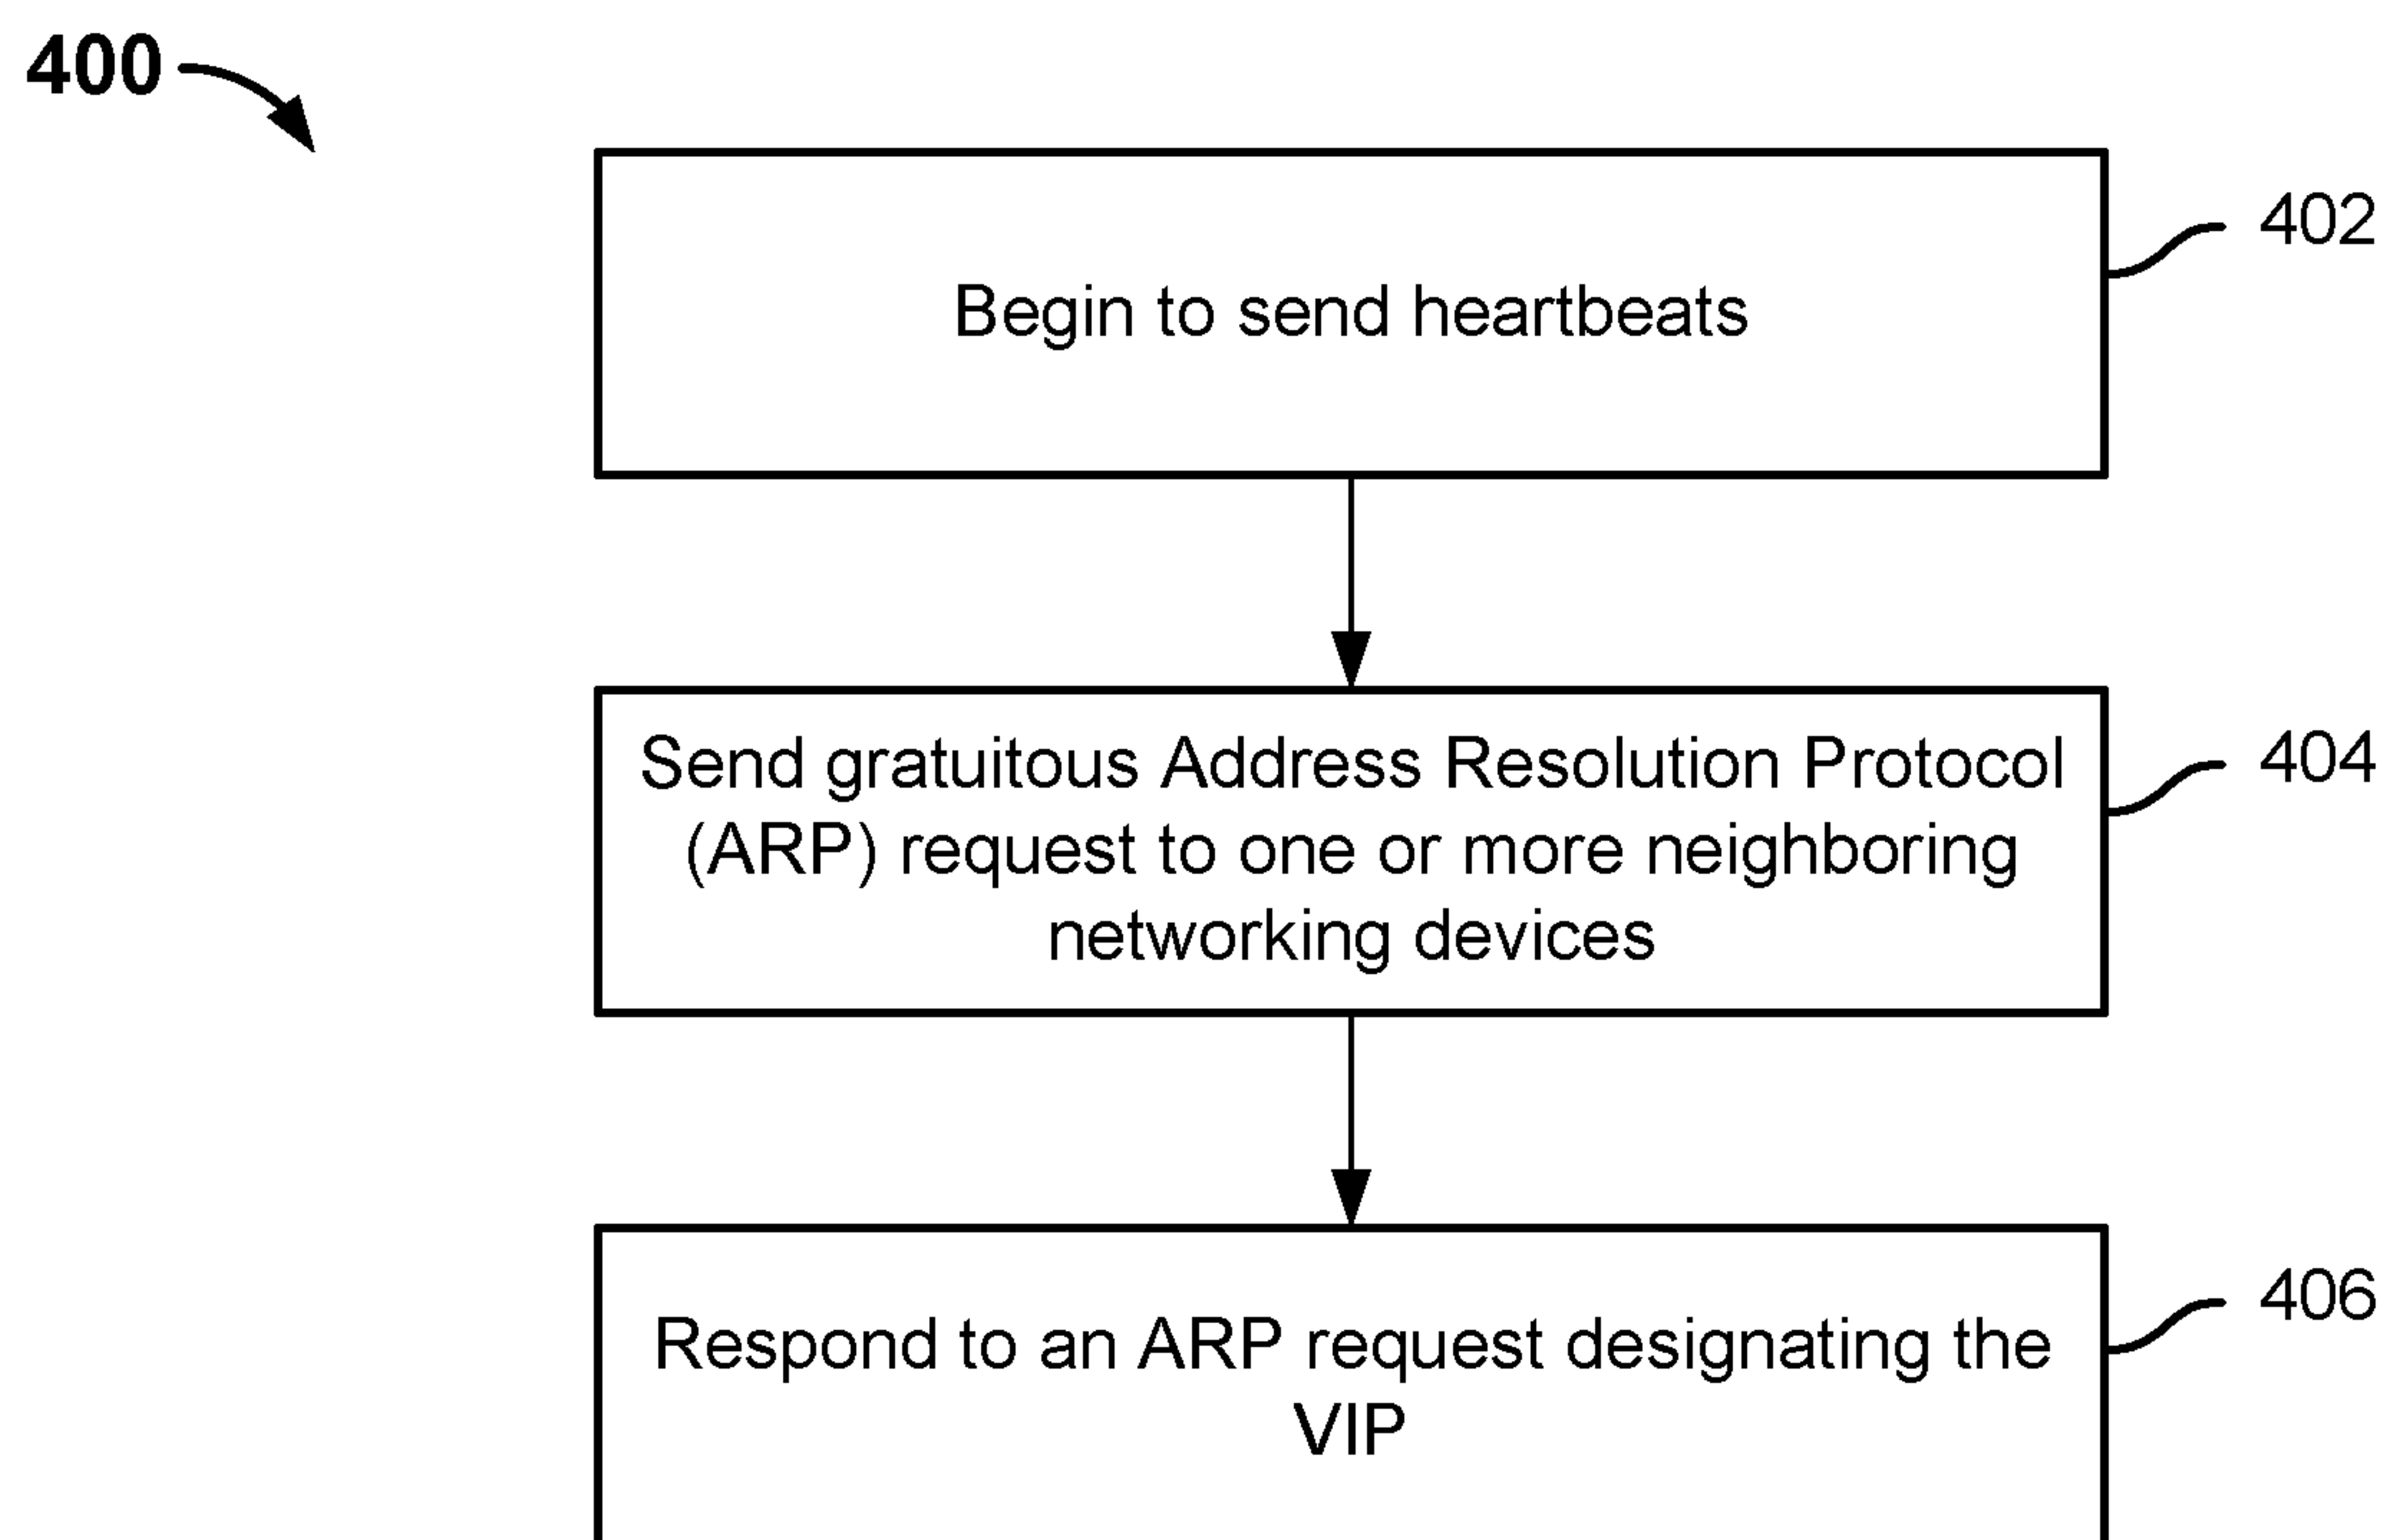 400
402
Begin to send heartbeats
404
Send gratuitous Address Resolution Protocol
(ARP) request to one or more neighboring
networking devices
406
Respond to an ARP request designating the
VIP